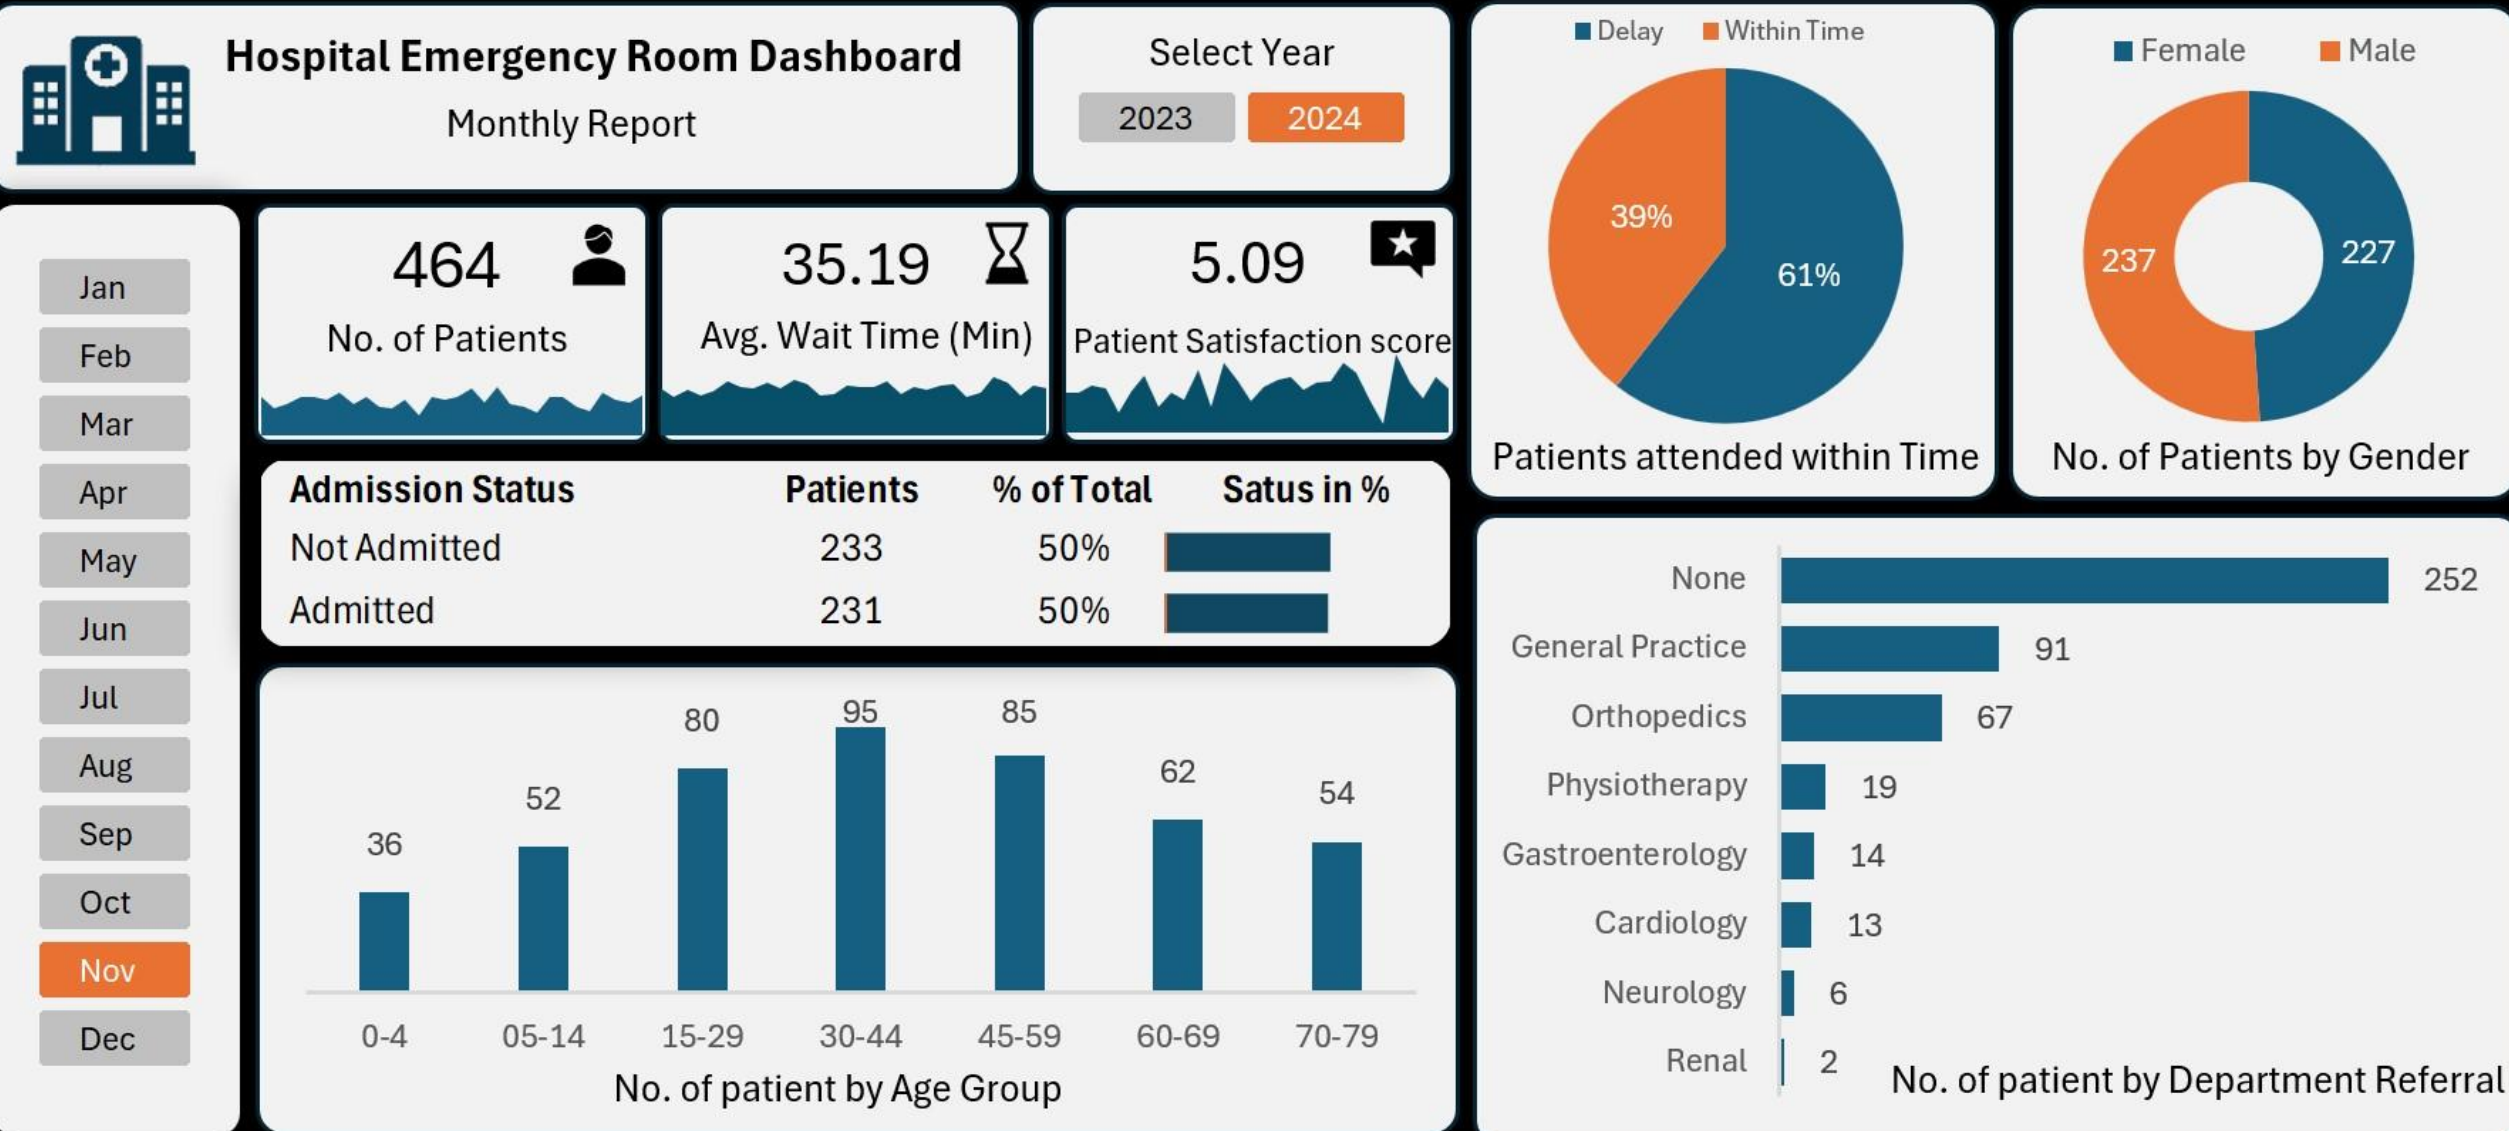 Hospital Emergency Room Dashboard
Monthly Report
Select Year
2023 2024
Jan
Feb
Mar
Apr
May
Jun
Jul
Aug
Sep
Oct
Nov
Dec
464
No. of Patients
35.19
Avg. Wait Time (Min)
5.09
Patient Satisfaction score
Admission Status Patients % of Total Satus in %
Not Admitted 233 50%
Admitted 231 50%
36 52 80 95 85 62 54
0-4 05-14 15-29 30-44 45-59 60-69 70-79
No. of patient by Age Group
Delay Within Time
39%
61%
Patients attended within Time
Female Male
237 227
No. of Patients by Gender
None 252
General Practice 91
Orthopedics 67
Physiotherapy 19
Gastroenterology 14
Cardiology 13
Neurology 6
Renal 2
No. of patient by Department Referral